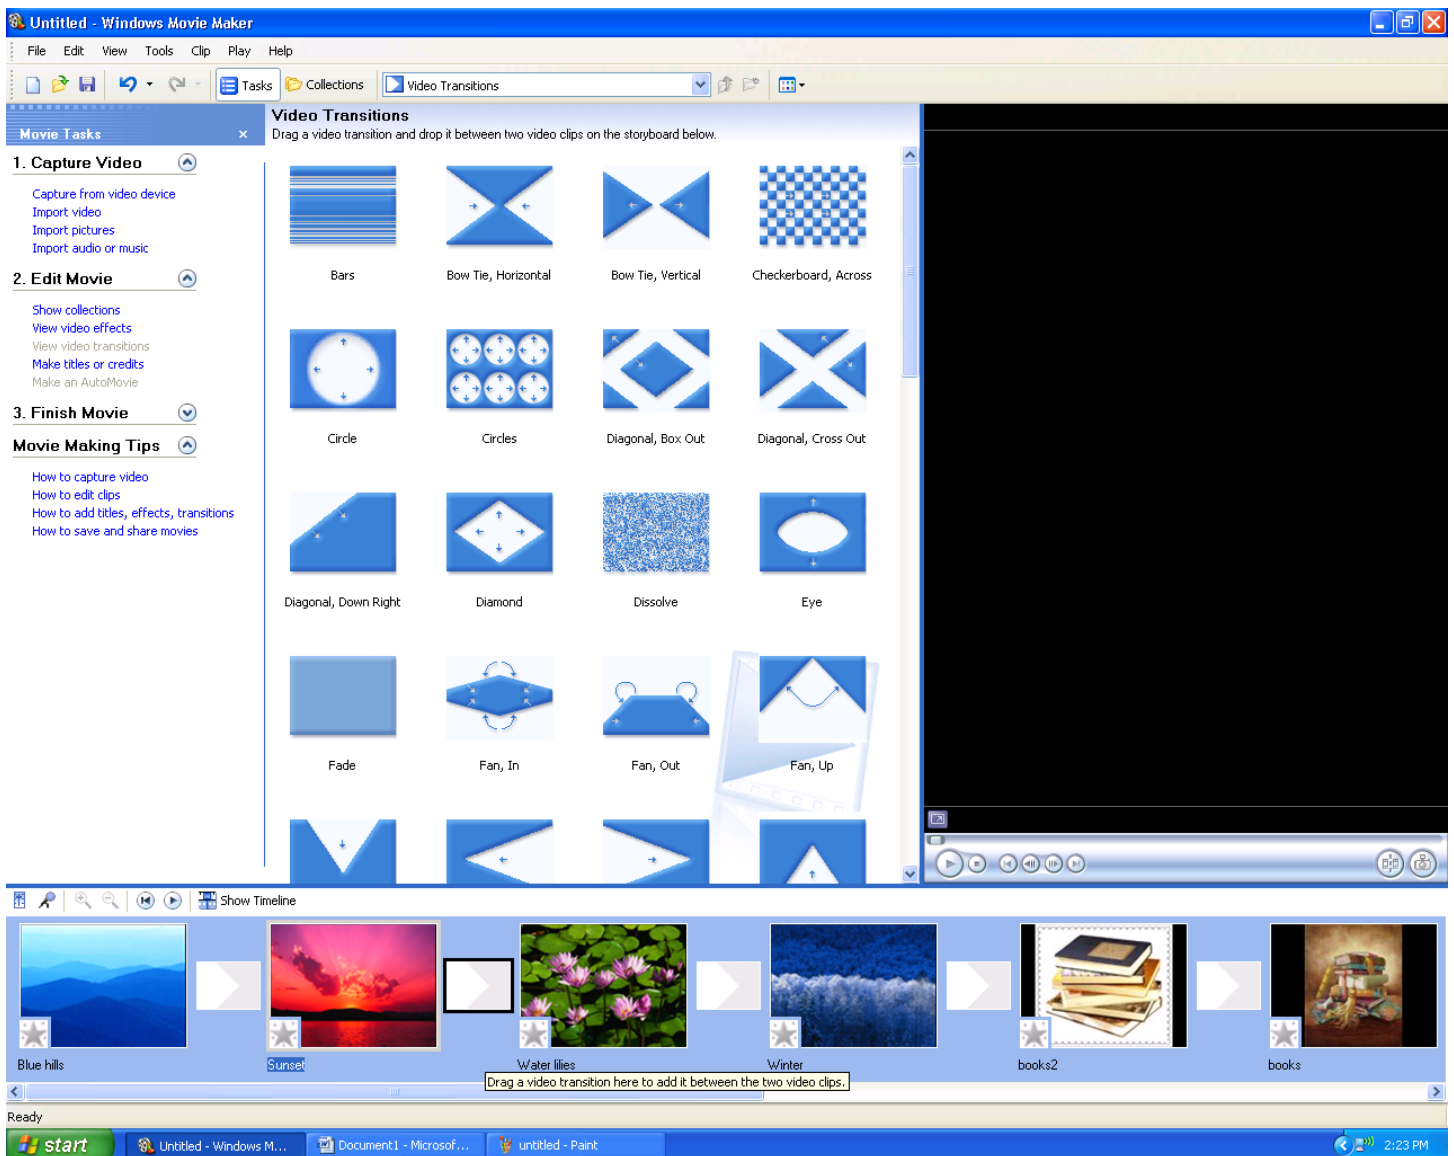 Untitled - Windows Movie Maker
File Edit View Tools Clip Play Help
Tasks Collections Video Transitions
Movie Tasks ×
1. Capture Video
Capture from video device
Import video
Import pictures
Import audio or music
2. Edit Movie
Show collections
View video effects
View video transitions
Make titles or credits
Make an AutoMovie
3. Finish Movie
Movie Making Tips
How to capture video
How to edit clips
How to add titles, effects, transitions
How to save and share movies
Video Transitions
Drag a video transition and drop it between two video clips on the storyboard below.
Bars Bow Tie, Horizontal Bow Tie, Vertical Checkerboard, Across
Circle Circles Diagonal, Box Out Diagonal, Cross Out
Diagonal, Down Right Diamond Dissolve Eye
Fade Fan, In Fan, Out Fan, Up
Show Timeline
Blue hills Sunset Water lilies Winter books2 books
Drag a video transition here to add it between the two video clips.
Ready
start Untitled - Windows M... Document1 - Microsof... untitled - Paint 2:23 PM